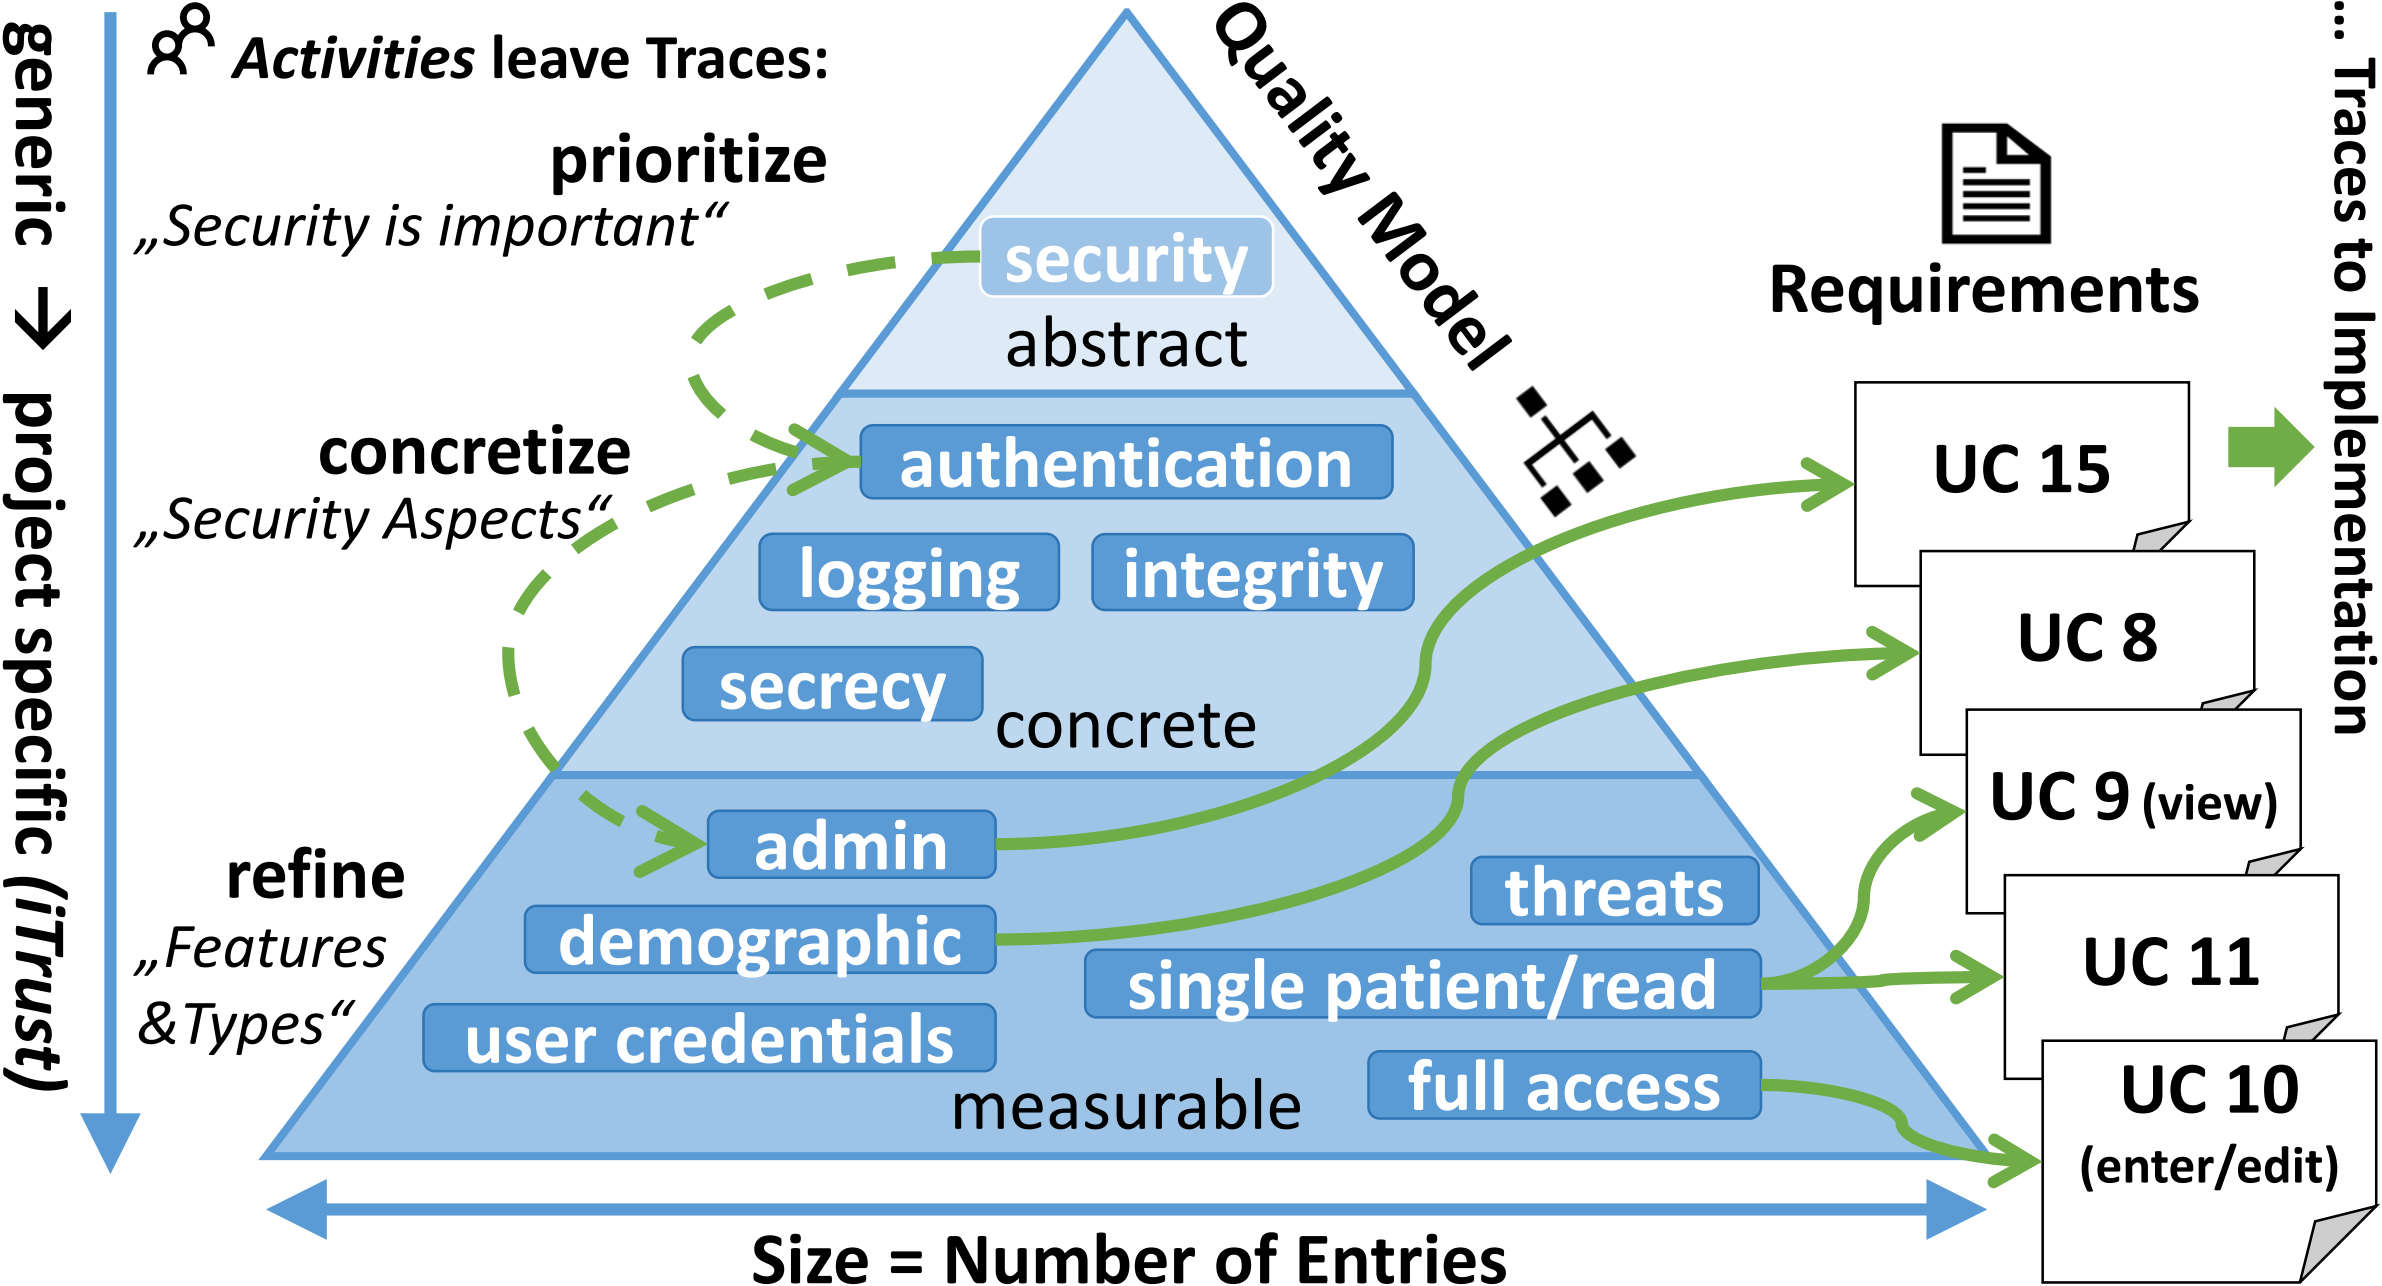 generic → project specific (iTrust)
Activities leave Traces:
prioritize
„Security is important“
concretize
„Security Aspects“
refine
„Features
&Types“
Quality Model
security
abstract
authentication
logging
integrity
secrecy
concrete
admin
demographic
user credentials
threats
single patient/read
full access
measurable
Size = Number of Entries
Requirements
UC 15
UC 8
UC 9 (view)
UC 11
UC 10
(enter/edit)
... Traces to Implementation